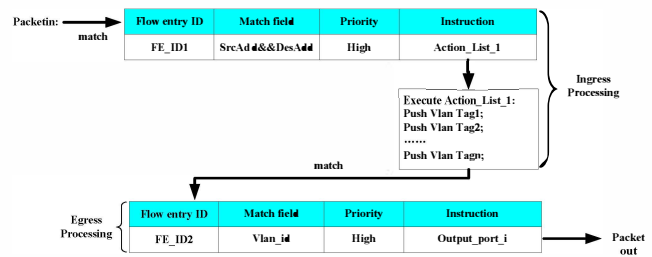 Packetin:
match
Flow entry ID Match field Priority Instruction
FE_ID1 SrcAdd&&DesAdd High Action_List_1
Ingress
Processing
Execute Action_List_1:
Push Vlan Tag1;
Push Vlan Tag2;
......
Push Vlan Tagn;
match
Egress
Processing
Flow entry ID Match field Priority Instruction
FE_ID2 Vlan_id High Output_port_i
Packet
out